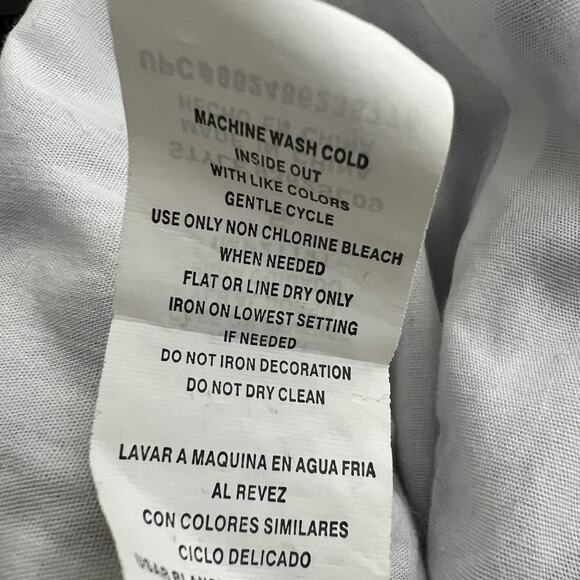 MACHINE WASH COLD
INSIDE OUT
WITH LIKE COLORS
GENTLE CYCLE
USE ONLY NON CHLORINE BLEACH
WHEN NEEDED
FLAT OR LINE DRY ONLY
IRON ON LOWEST SETTING
IF NEEDED
DO NOT IRON DECORATION
DO NOT DRY CLEAN
LAVAR A MAQUINA EN AGUA FRIA
AL REVEZ
CON COLORES SIMILARES
CICLO DELICADO
USAR